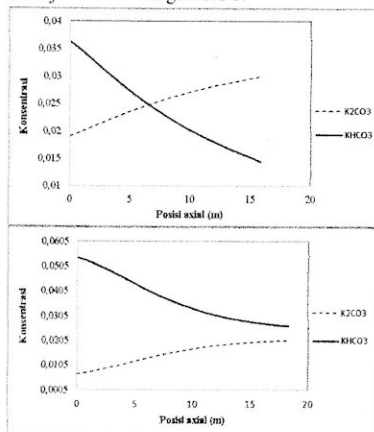 0,04
0,035
0,03
0,025
0,02
0,015
0,01
Konsentrasi
0 5 10 15 20
Posisi axial (m)
K2CO3
KHCO3
0,0605
0,0505
0,0405
0,0305
0,0205
0,0105
0,0005
Konsentrasi
0 5 10 15 20
Posisi axial (m)
K2CO3
KHCO3